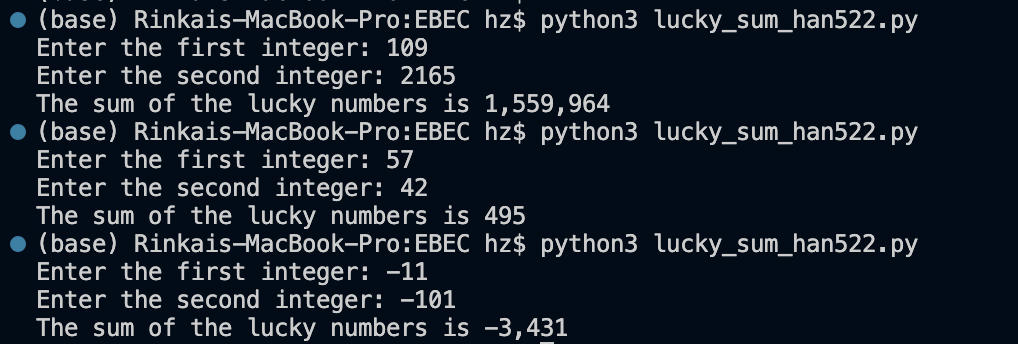 (base) Rinkais-MacBook-Pro:EBEC hz$ python3 lucky_sum_han522.py
Enter the first integer: 109
Enter the second integer: 2165
The sum of the lucky numbers is 1,559,964
(base) Rinkais-MacBook-Pro:EBEC hz$ python3 lucky_sum_han522.py
Enter the first integer: 57
Enter the second integer: 42
The sum of the lucky numbers is 495
(base) Rinkais-MacBook-Pro:EBEC hz$ python3 lucky_sum_han522.py
Enter the first integer: -11
Enter the second integer: -101
The sum of the lucky numbers is -3,431